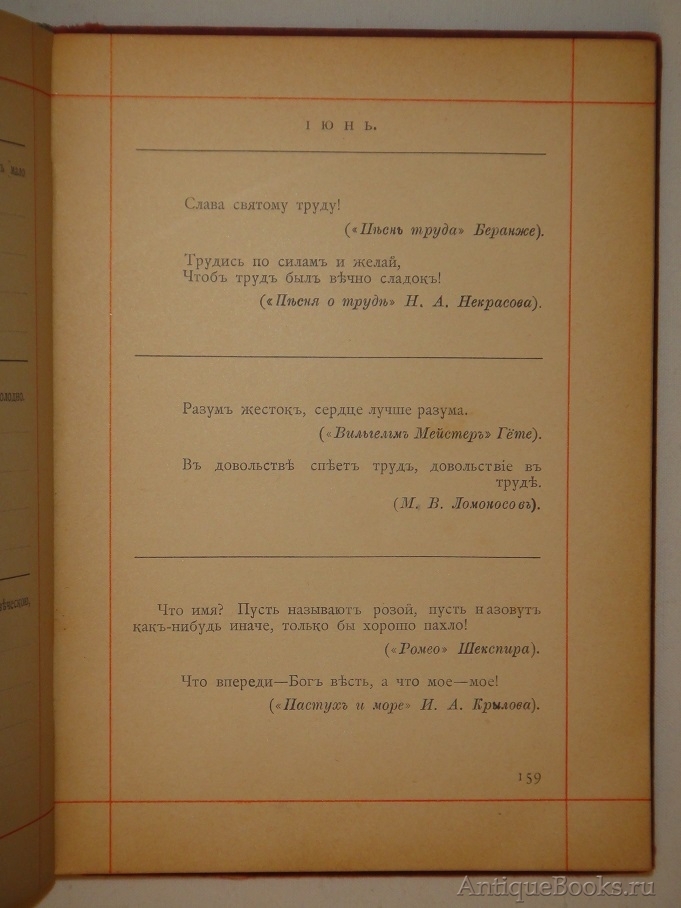 ІЮНЬ.
Слава святому труду!
(«Пѣснь труда» Беранже).
Трудись по силамъ и желай,
Чтобъ трудъ былъ вѣчно сладокъ!
(«Пѣсня о трудѣ» Н. А. Некрасова).
Разумъ жестокъ, сердце лучше разума.
(«Вильгелмъ Мейстеръ» Гёте).
Въ довольствѣ спѣетъ трудъ, довольствіе въ
трудѣ.
(М. В. Ломоносовъ).
Что имя? Пусть называютъ розой, пусть назовутъ
какъ-нибудь иначе, только бы хорошо пахло!
(«Ромео» Шекспира).
Что впереди—Богъ вѣсть, а что мое—мое!
(«Пастухъ и море» И. А. Крылова).
159
AntiqueBooks.ru